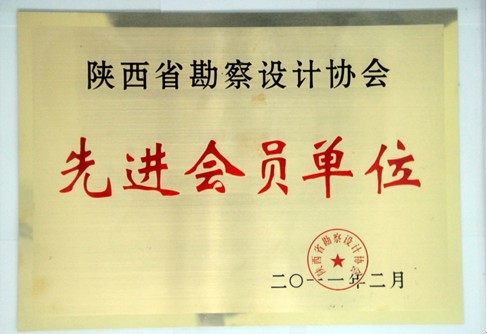 陕西省勘察设计协会
先进会员单位
陕西省勘察设计协会
二〇一一年二月